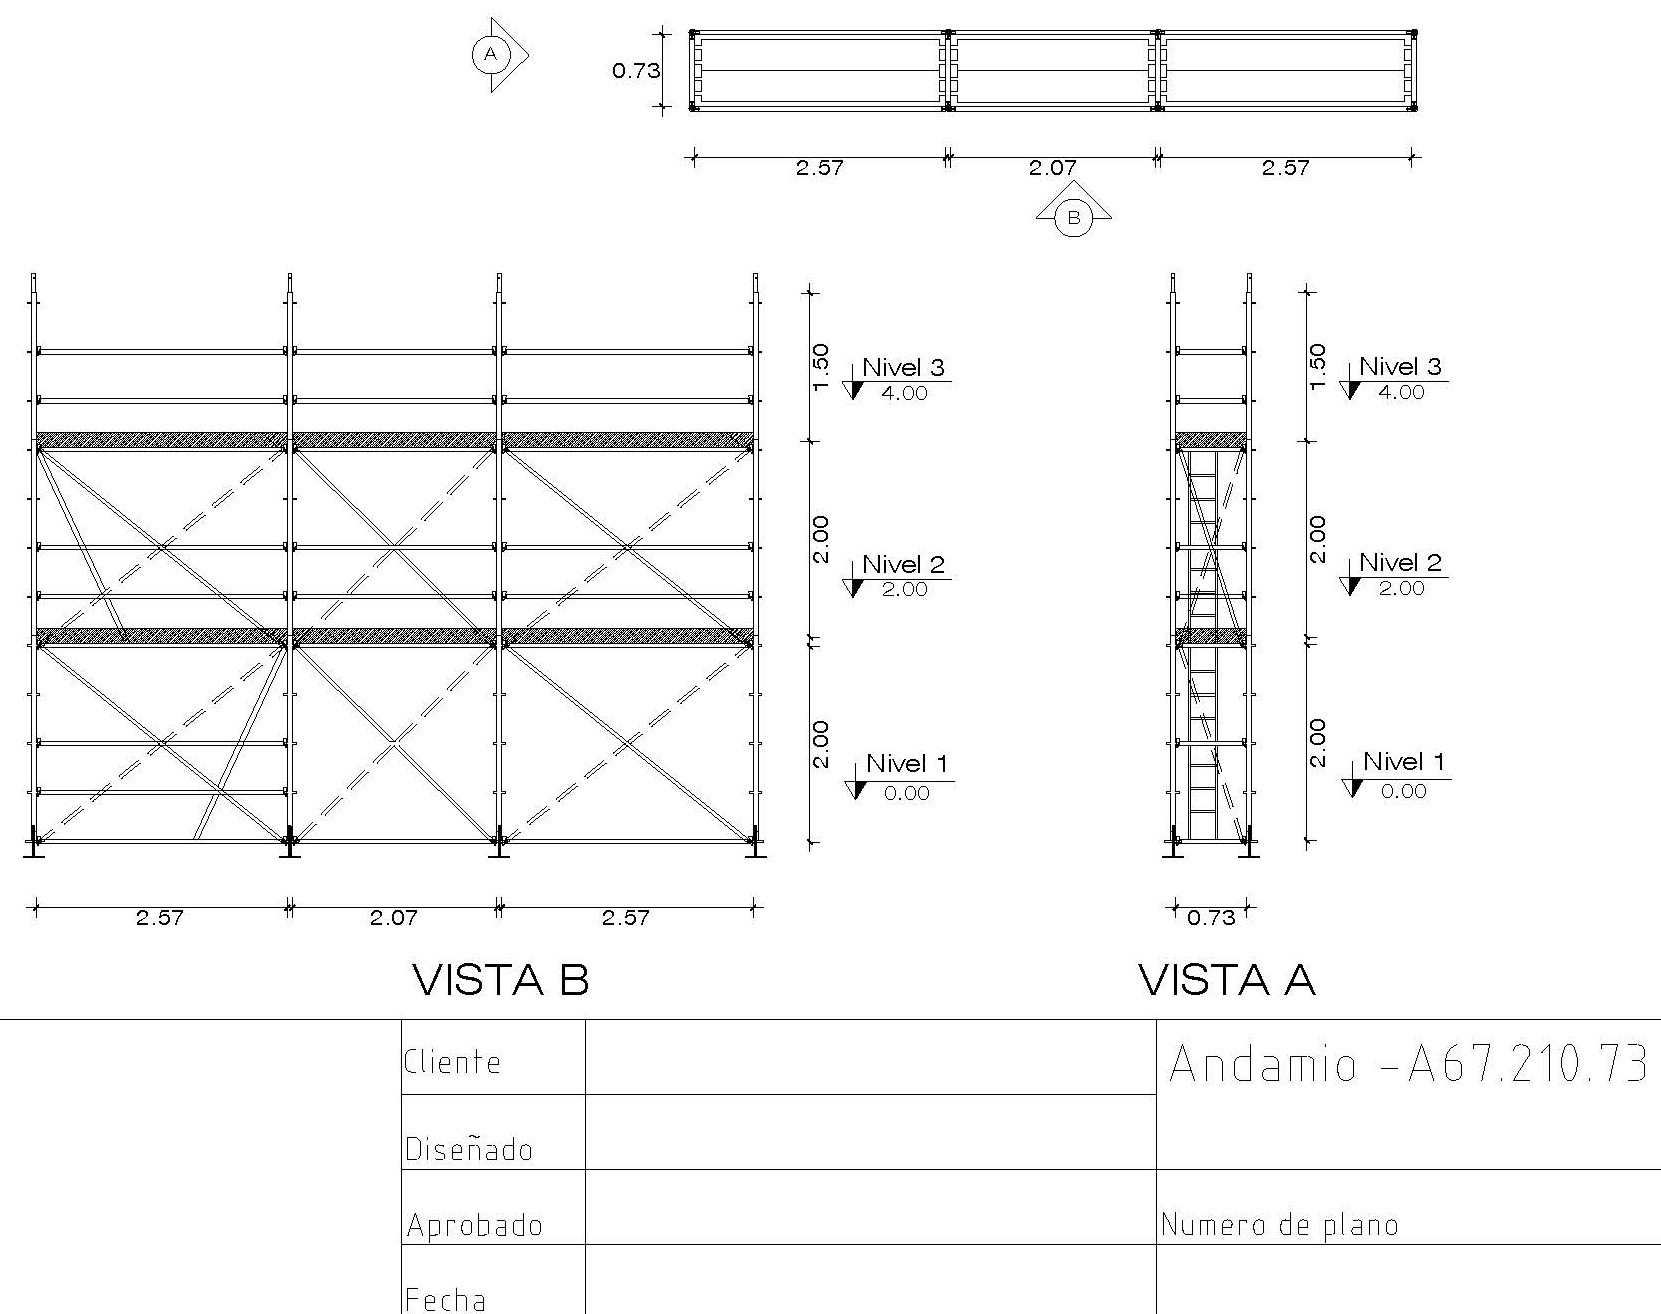 A
0.73
2.57 2.07 2.57
B
1.50
Nivel 3
4.00
2.00
Nivel 2
2.00
2.00
Nivel 1
0.00
2.57 2.07 2.57
VISTA B
1.50
Nivel 3
4.00
2.00
Nivel 2
2.00
2.00
Nivel 1
0.00
0.73
VISTA A
Cliente
Andamio -A67.210.73
Diseñado
Aprobado
Numero de plano
Fecha